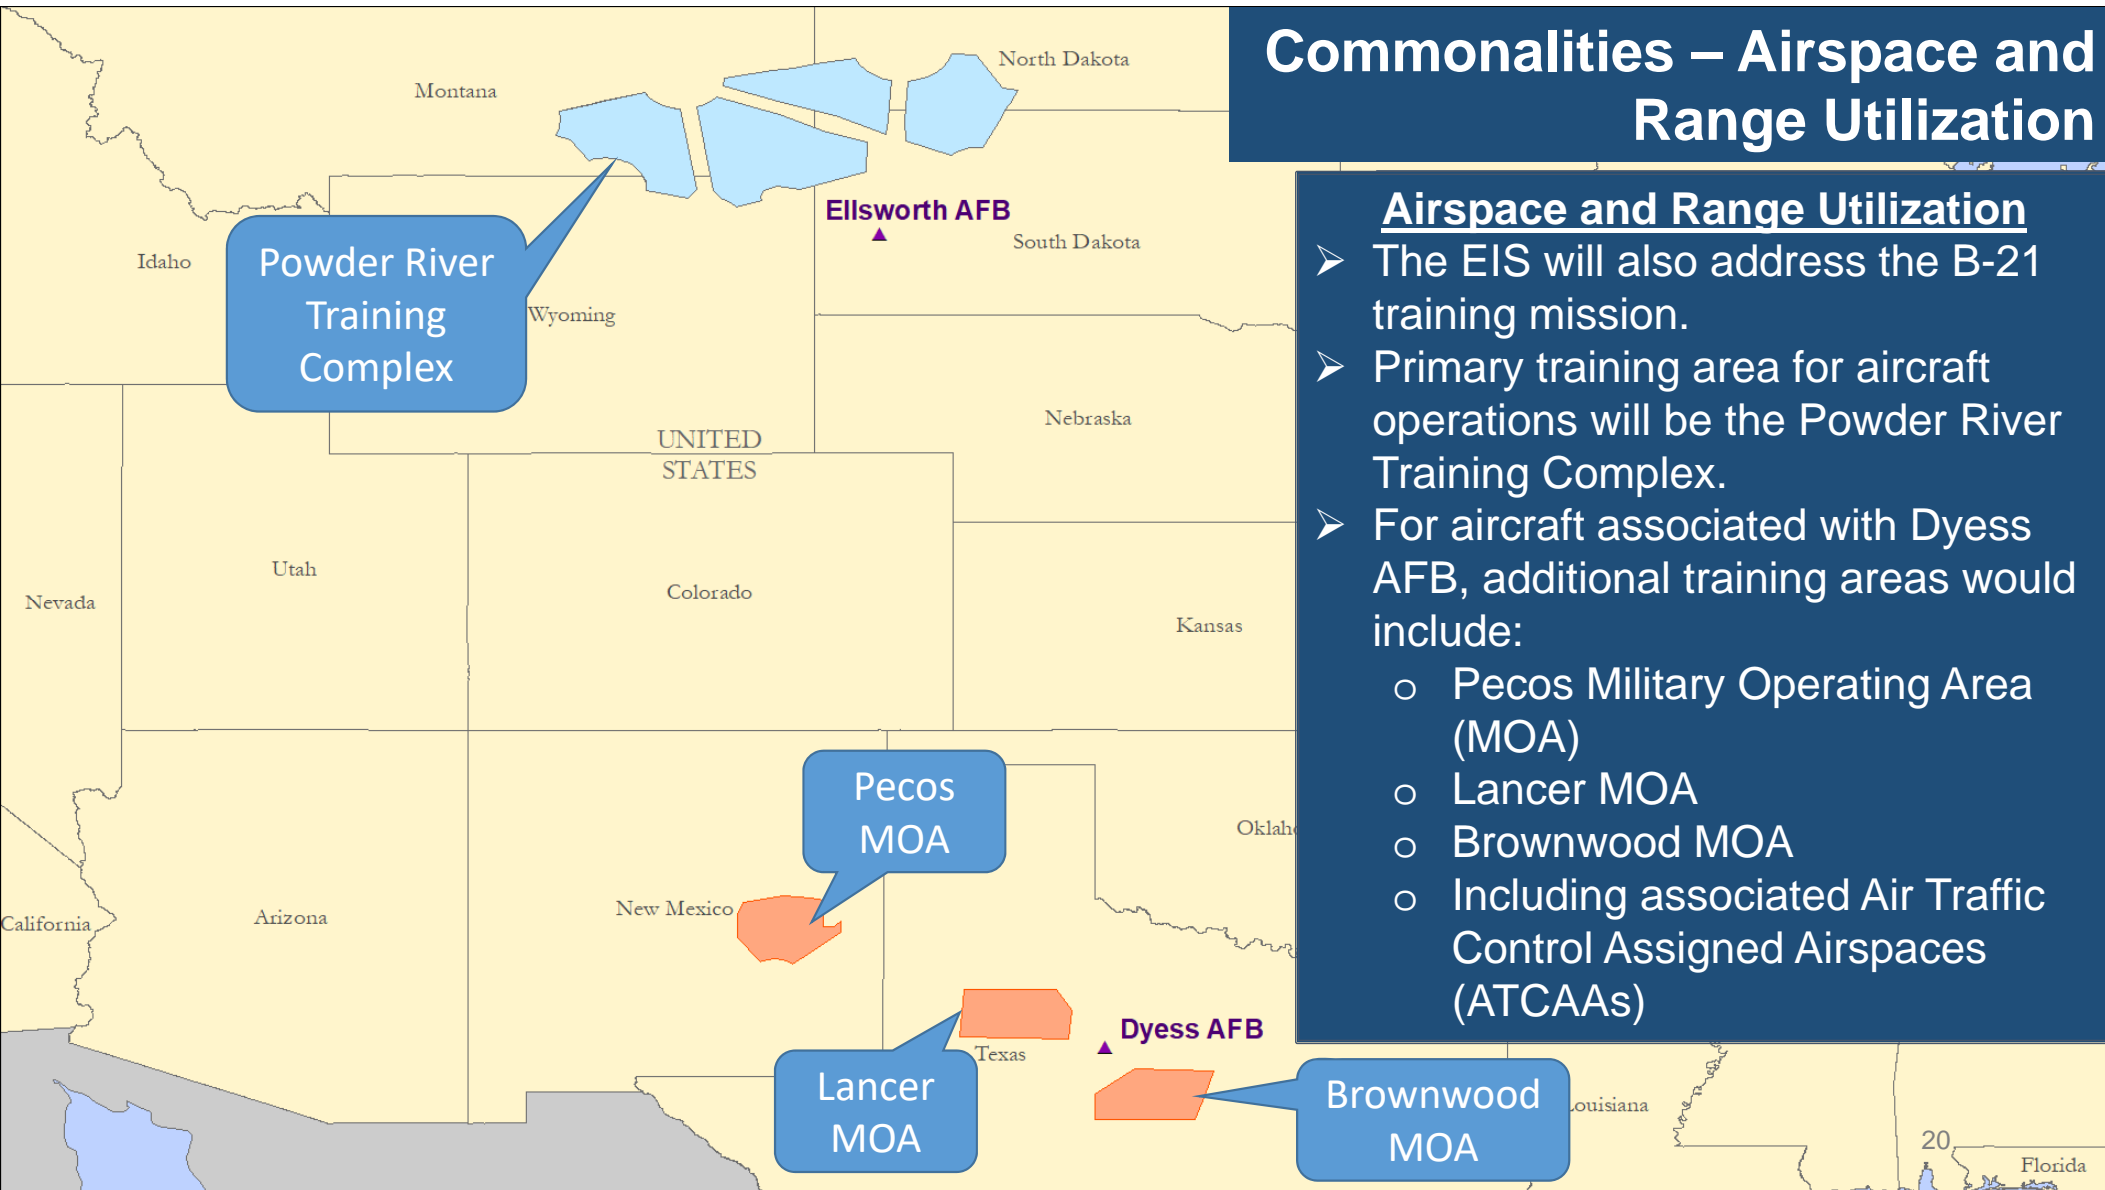 Commonalities – Airspace and
Range Utilization
North Dakota
Montana
Ellsworth AFB
South Dakota
Idaho
Powder River
Training
Complex
Wyoming
Nebraska
UNITED
STATES
Utah
Colorado
Nevada
Kansas
Pecos
MOA
New Mexico
Arizona
California
Dyess AFB
Texas
Lancer
MOA
Brownwood
MOA
Florida
Airspace and Range Utilization
➢ The EIS will also address the B-21
training mission.
➢ Primary training area for aircraft
operations will be the Powder River
Training Complex.
➢ For aircraft associated with Dyess
AFB, additional training areas would
include:
o Pecos Military Operating Area
(MOA)
o Lancer MOA
o Brownwood MOA
o Including associated Air Traffic
Control Assigned Airspaces
(ATCAAs)
Oklah
ouisiana
20